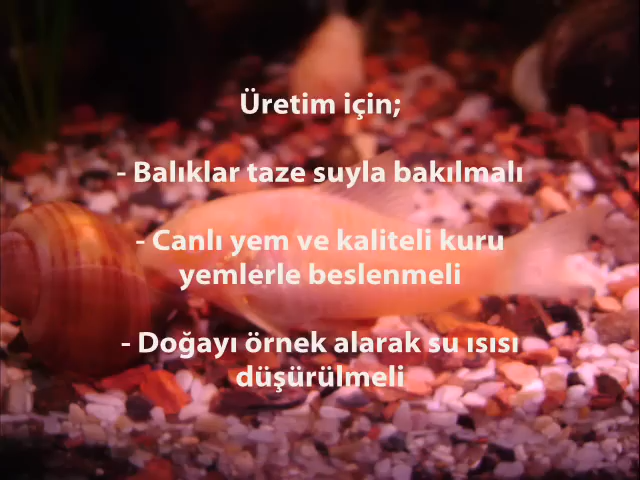 Üretim için;
- Balıklar taze suyla bakılmalı
- Canlı yem ve kaliteli kuru
yemlerle beslenmeli
- Doğayı örnek alarak su ısısı
düşürülmeli